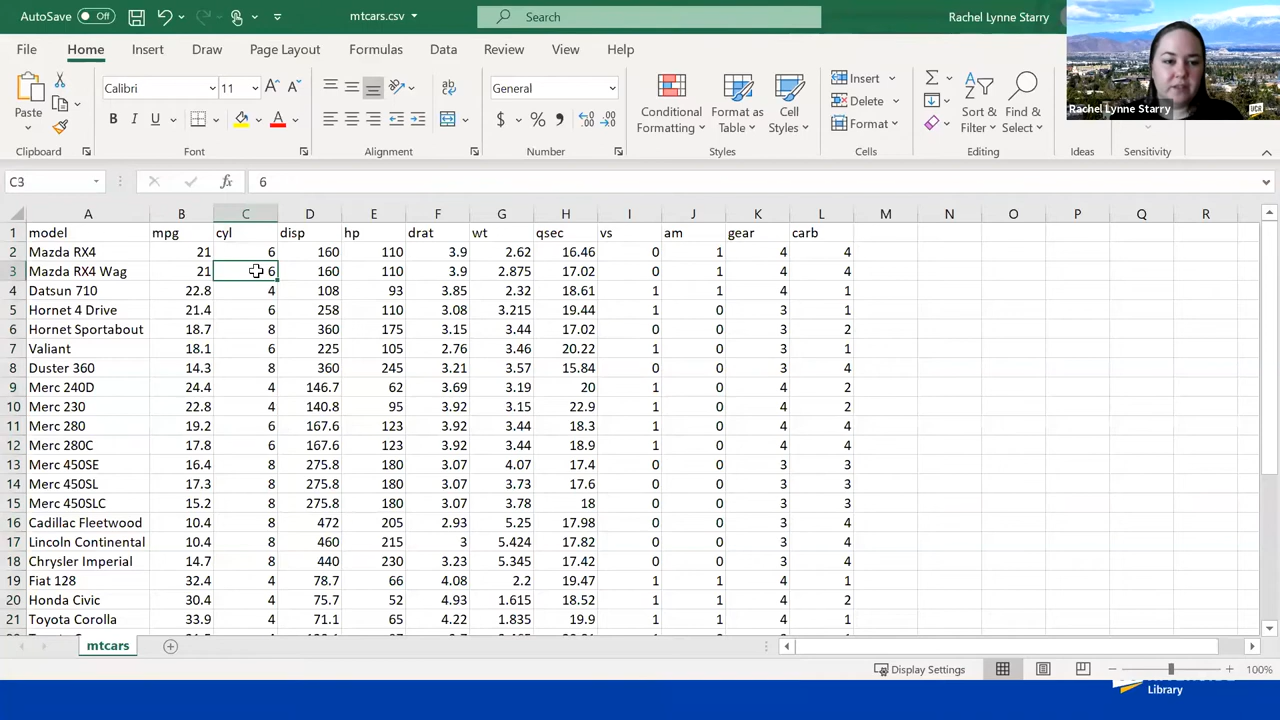 AutoSave Off mtcars.csv Search Rachel Lynne Starry
File Home Insert Draw Page Layout Formulas Data Review View Help
Rachel Lynne Starry
UCR
Paste Calibri 11 General Conditional Formatting Format as Table Cell Styles Insert Delete Format Sort & Filter Find & Select
Clipboard Font Alignment Number Styles Cells Editing Ideas Sensitivity
C3 fx 6
A B C D E F G H I J K L M N O P Q R
1 model mpg cyl disp hp drat wt qsec vs am gear carb
2 Mazda RX4 21 6 160 110 3.9 2.62 16.46 0 1 4 4
3 Mazda RX4 Wag 21 6 160 110 3.9 2.875 17.02 0 1 4 4
4 Datsun 710 22.8 4 108 93 3.85 2.32 18.61 1 1 4 1
5 Hornet 4 Drive 21.4 6 258 110 3.08 3.215 19.44 1 0 3 1
6 Hornet Sportabout 18.7 8 360 175 3.15 3.44 17.02 0 0 3 2
7 Valiant 18.1 6 225 105 2.76 3.46 20.22 1 0 3 1
8 Duster 360 14.3 8 360 245 3.21 3.57 15.84 0 0 3 4
9 Merc 240D 24.4 4 146.7 62 3.69 3.19 20 1 0 4 2
10 Merc 230 22.8 4 140.8 95 3.92 3.15 22.9 1 0 4 2
11 Merc 280 19.2 6 167.6 123 3.92 3.44 18.3 1 0 4 4
12 Merc 280C 17.8 6 167.6 123 3.92 3.44 18.9 1 0 4 4
13 Merc 450SE 16.4 8 275.8 180 3.07 4.07 17.4 0 0 3 3
14 Merc 450SL 17.3 8 275.8 180 3.07 3.73 17.6 0 0 3 3
15 Merc 450SLC 15.2 8 275.8 180 3.07 3.78 18 0 0 3 3
16 Cadillac Fleetwood 10.4 8 472 205 2.93 5.25 17.98 0 0 3 4
17 Lincoln Continental 10.4 8 460 215 3 5.424 17.82 0 0 3 4
18 Chrysler Imperial 14.7 8 440 230 3.23 5.345 17.42 0 0 3 4
19 Fiat 128 32.4 4 78.7 66 4.08 2.2 19.47 1 1 4 1
20 Honda Civic 30.4 4 75.7 52 4.93 1.615 18.52 1 1 4 2
21 Toyota Corolla 33.9 4 71.1 65 4.22 1.835 19.9 1 1 4 1
mtcars
Display Settings 100%
Library